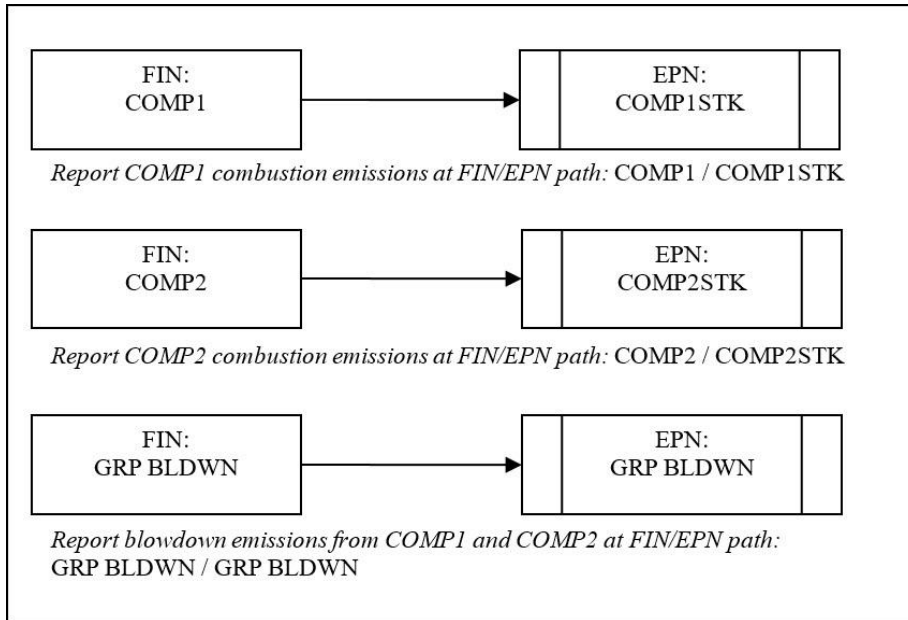 FIN:
COMP1
EPN:
COMP1STK
Report COMP1 combustion emissions at FIN/EPN path: COMP1 / COMP1STK
FIN:
COMP2
EPN:
COMP2STK
Report COMP2 combustion emissions at FIN/EPN path: COMP2 / COMP2STK
FIN:
GRP BLDWN
EPN:
GRP BLDWN
Report blowdown emissions from COMP1 and COMP2 at FIN/EPN path:
GRP BLDWN / GRP BLDWN